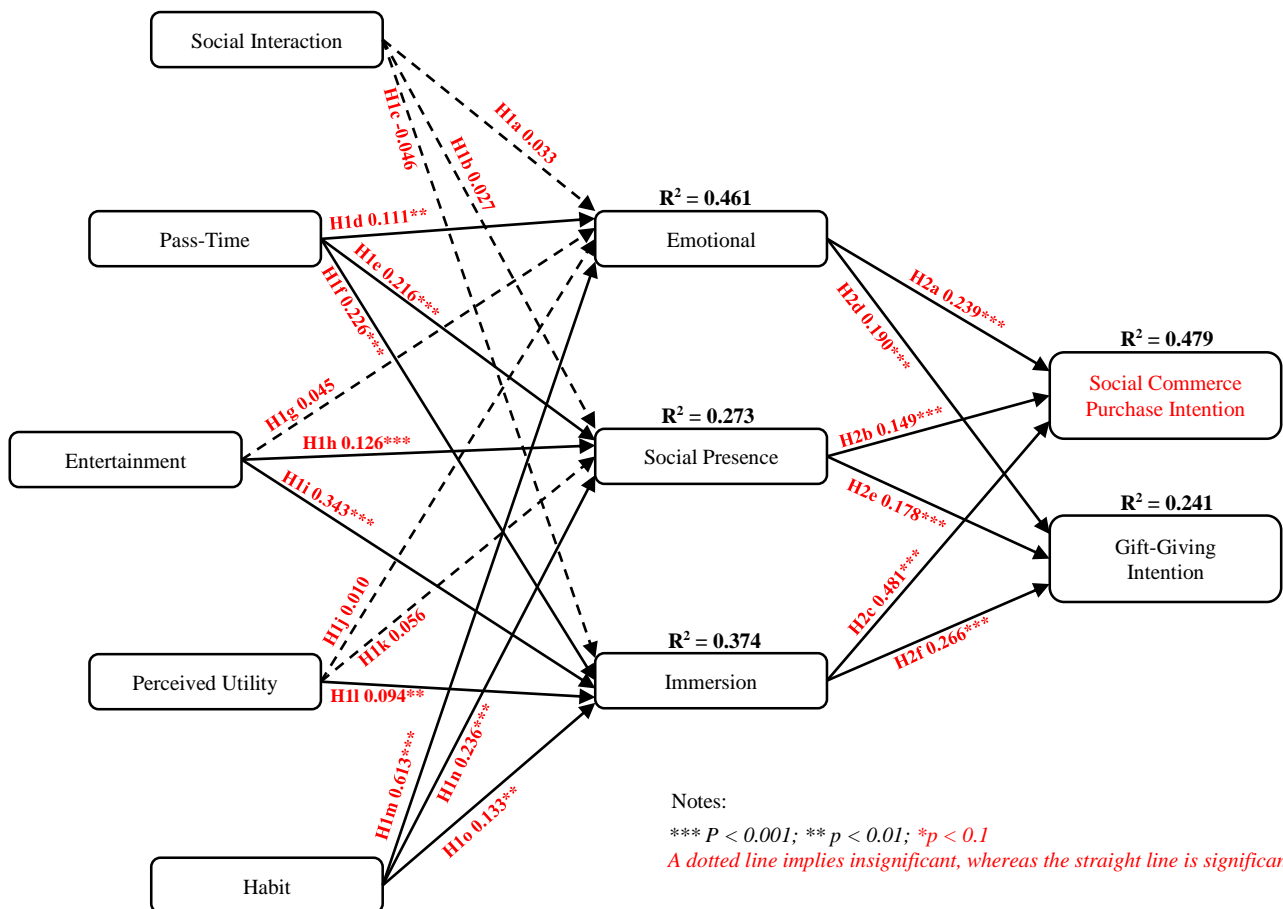 Social Interaction
H1a 0.033
H1b 0.027
H1c -0.046
R² = 0.461
Pass-Time
H1d 0.111**
H1e 0.216***
H1f 0.226***
Emotional
H2a 0.239***
H2d 0.190***
R² = 0.479
Social Commerce
Purchase Intention
H1g 0.045
R² = 0.273
Entertainment
H1h 0.126***
H1i 0.343***
Social Presence
H2b 0.149***
H2e 0.178***
R² = 0.241
Gift-Giving
Intention
H1j 0.010
H1k 0.056
R² = 0.374
Perceived Utility
H1l 0.094**
Immersion
H2c 0.481***
H2f 0.266***
H1m 0.613***
H1n 0.236***
H1o 0.133**
Habit
Notes:
*** P < 0.001; ** p < 0.01; *p < 0.1
A dotted line implies insignificant, whereas the straight line is significan